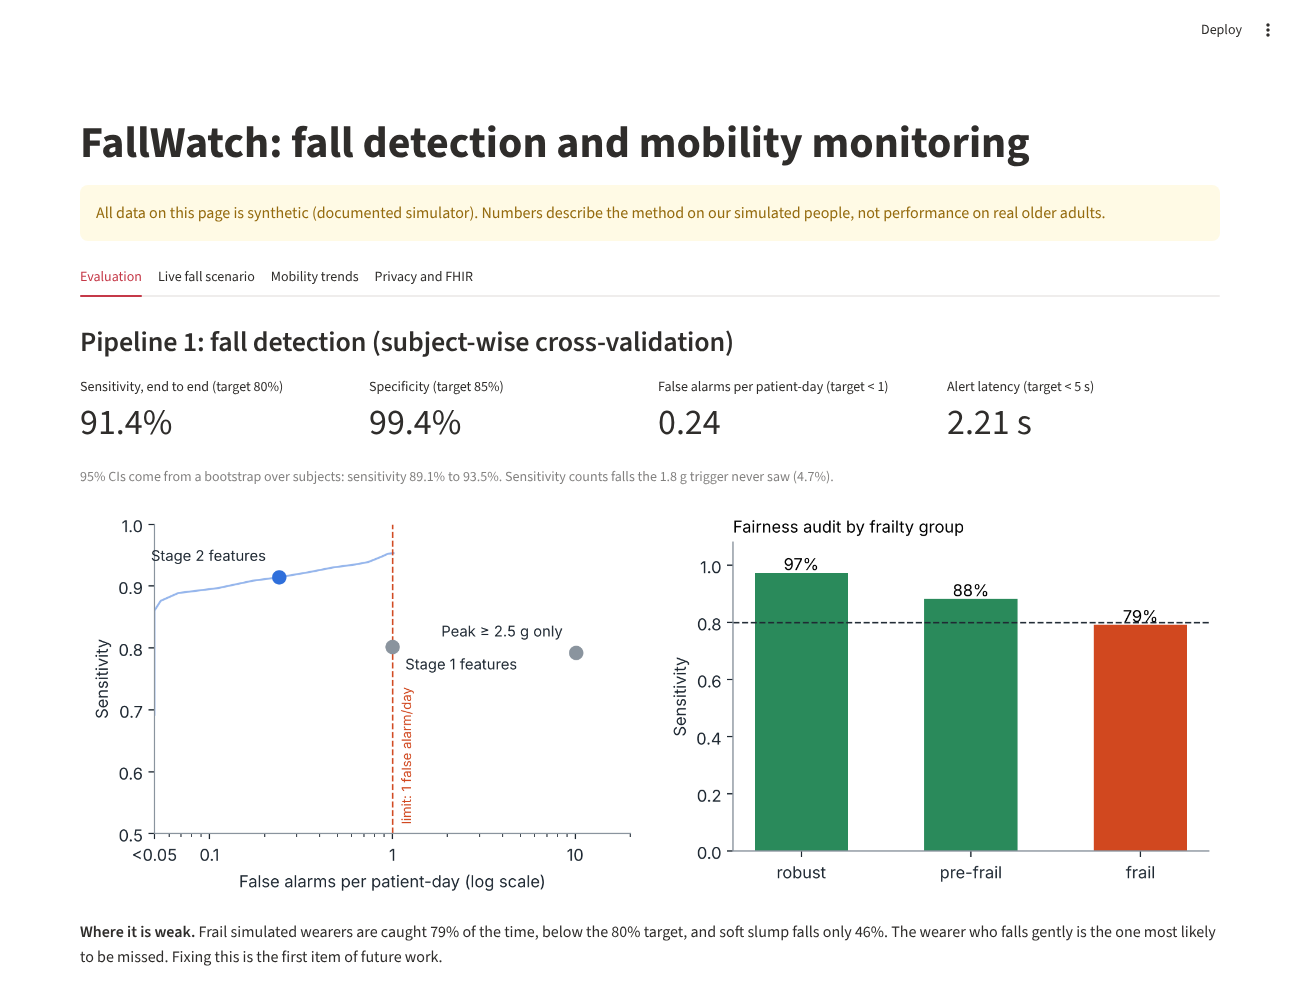 Deploy
FallWatch: fall detection and mobility monitoring
All data on this page is synthetic (documented simulator). Numbers describe the method on our simulated people, not performance on real older adults.
Evaluation Live fall scenario Mobility trends Privacy and FHIR
Pipeline 1: fall detection (subject-wise cross-validation)
Sensitivity, end to end (target 80%) Specificity (target 85%) False alarms per patient-day (target < 1) Alert latency (target < 5 s)
91.4% 99.4% 0.24 2.21 s
95% CIs come from a bootstrap over subjects: sensitivity 89.1% to 93.5%. Sensitivity counts falls the 1.8 g trigger never saw (4.7%).
1.0
0.9
0.8
0.7
0.6
0.5
Sensitivity
Stage 2 features
Peak ≥ 2.5 g only
Stage 1 features
limit: 1 false alarm/day
<0.05 0.1 1 10
False alarms per patient-day (log scale)
Fairness audit by frailty group
1.0
0.8
0.6
0.4
0.2
0.0
Sensitivity
97%
88%
79%
robust pre-frail frail
Where it is weak. Frail simulated wearers are caught 79% of the time, below the 80% target, and soft slump falls only 46%. The wearer who falls gently is the one most likely
to be missed. Fixing this is the first item of future work.